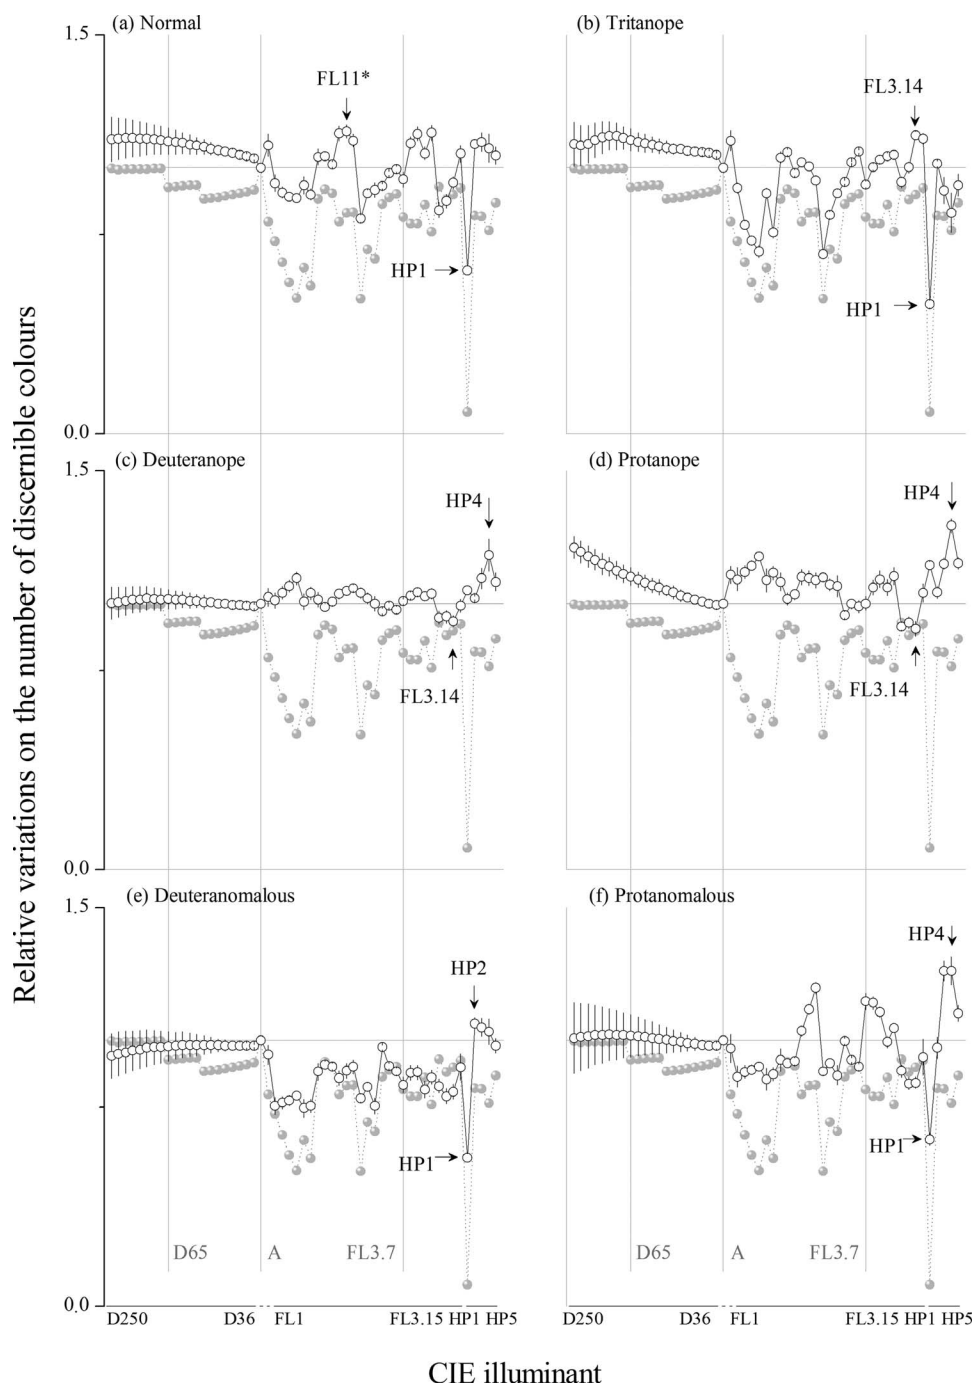 (a) Normal
(b) Tritanope
1.5
FL11*
FL3.14
HP1
HP1
0.0
(c) Deuteranope
(d) Protanope
1.5
HP4
HP4
FL3.14
FL3.14
0.0
(e) Deuteranomalous
(f) Protanomalous
1.5
HP2
HP4
HP1
HP1
D65 A FL3.7
D65 A FL3.7
0.0
D250 D36 FL1 FL3.15 HP1 HP5
D250 D36 FL1 FL3.15 HP1 HP5
Relative variations on the number of discernible colours
CIE illuminant